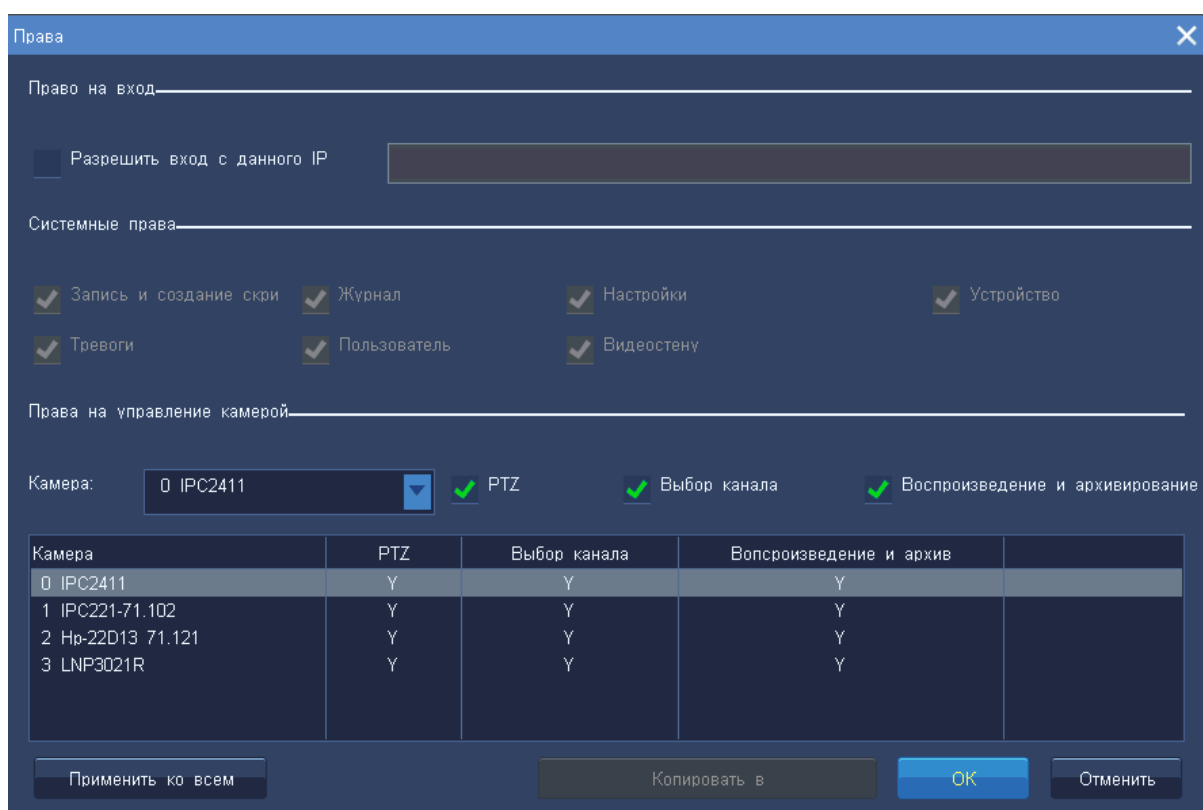 Права
Право на вход
Разрешить вход с данного IP
Системные права
Запись и создание скри Журнал Настройки Устройство
Тревоги Пользователь Видеостену
Права на управление камерой
Камера: 0 IPC2411 PTZ Выбор канала Воспроизведение и архивирование
Камера PTZ Выбор канала Вопсроизведение и архив
0 IPC2411 Y Y Y
1 IPC221-71.102 Y Y Y
2 Hp-22D13 71.121 Y Y Y
3 LNP3021R Y Y Y
Применить ко всем Копировать в OK Отменить